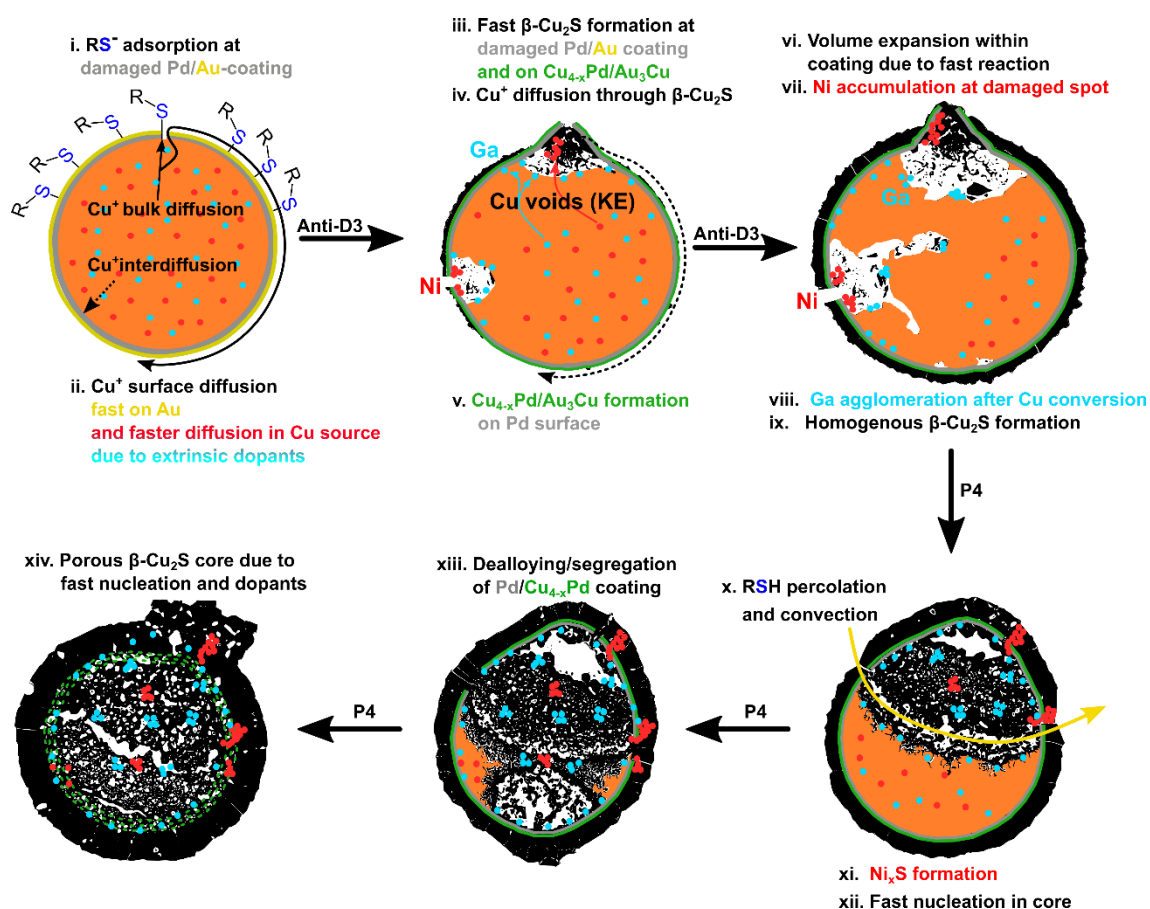 i. RS⁻ adsorption at
damaged Pd/Au-coating
R
S
R
S
R
S
R
S
R
S
R
S
Cu⁺ bulk diffusion
Cu⁺interdiffusion
ii. Cu⁺ surface diffusion
fast on Au
and faster diffusion in Cu source
due to extrinsic dopants
Anti-D3
iii. Fast β-Cu₂S formation at
damaged Pd/Au coating
and on Cu₄₋ₓPd/Au₃Cu
iv. Cu⁺ diffusion through β-Cu₂S
Ga
Cu voids (KE)
Ni
v. Cu₄₋ₓPd/Au₃Cu formation
on Pd surface
Anti-D3
vi. Volume expansion within
coating due to fast reaction
vii. Ni accumulation at damaged spot
Ga
Ni
viii. Ga agglomeration after Cu conversion
ix. Homogenous β-Cu₂S formation
P4
x. RSH percolation
and convection
xi. NiₓS formation
xii. Fast nucleation in core
P4
xiii. Dealloying/segregation
of Pd/Cu₄₋ₓPd coating
P4
xiv. Porous β-Cu₂S core due to
fast nucleation and dopants